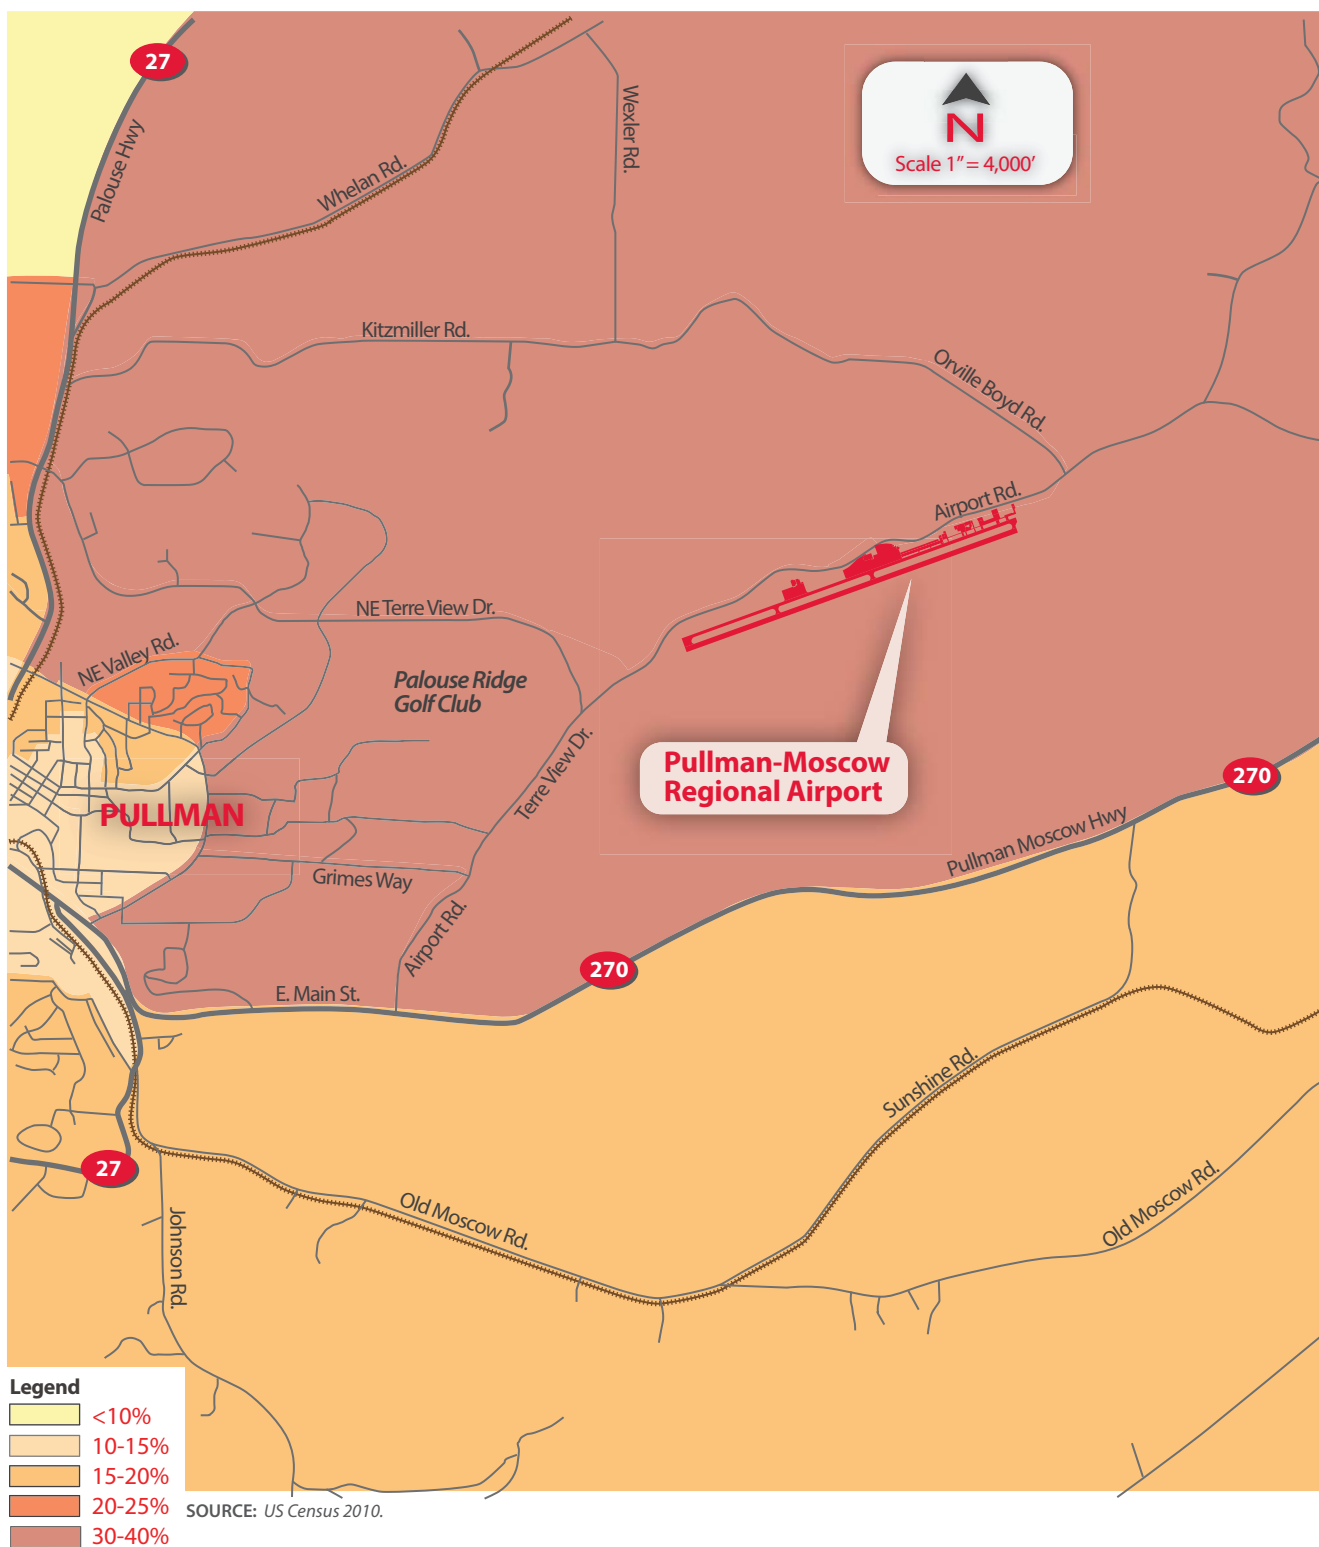 27
Palouse Hwy
Whelan Rd.
Wexler Rd.
N
Scale 1” = 4,000’
Kitzmiller Rd.
Orville Boyd Rd.
Airport Rd.
NE Terre View Dr.
NE Valley Rd.
Palouse Ridge
Golf Club
Terre View Dr.
Pullman-Moscow
Regional Airport
270
PULLMAN
Pullman Moscow Hwy
Grimes Way
Airport Rd.
270
E. Main St.
Sunshine Rd.
27
Old Moscow Rd.
Old Moscow Rd.
Johnson Rd.
Legend
<10%
10-15%
15-20%
20-25%
30-40%
SOURCE: US Census 2010.